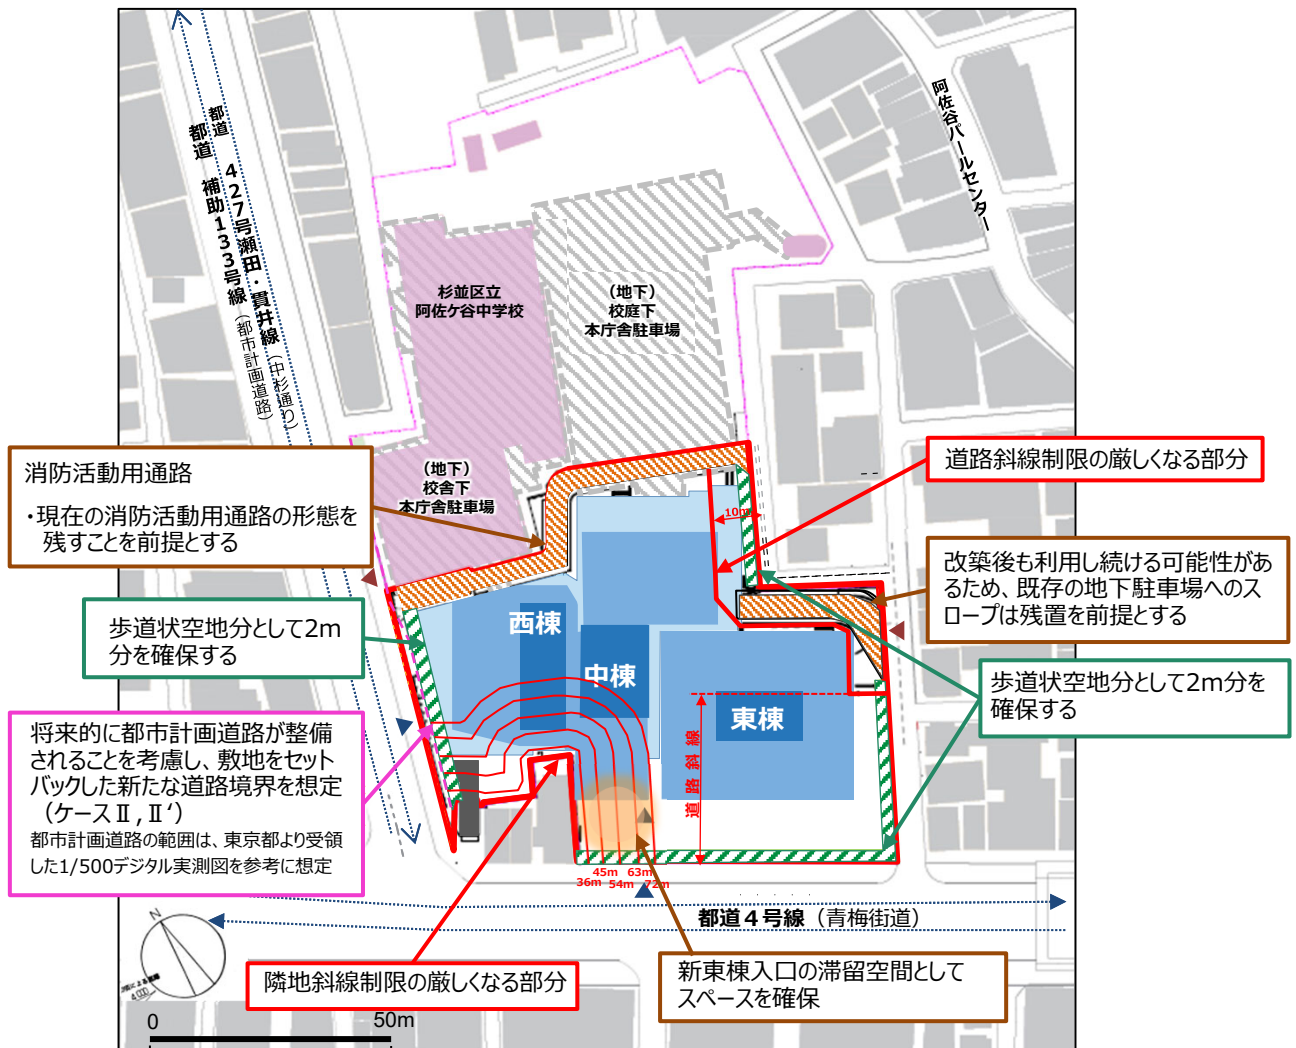 都道　427号瀬田・貫井線（中杉通り）
都道　補助133号線（都市計画道路）
阿佐谷パールセンター
杉並区立
阿佐ケ谷中学校
（地下）
校庭下
本庁舎駐車場
（地下）
校舎下
本庁舎駐車場
消防活動用通路
・現在の消防活動用通路の形態を
残すことを前提とする
道路斜線制限の厳しくなる部分
10m
改築後も利用し続ける可能性があ
るため、既存の地下駐車場へのス
ロープは残置を前提とする
歩道状空地分として2m
分を確保する
西棟
中棟
東棟
歩道状空地分として2m分を
確保する
道路斜線
将来的に都市計画道路が整備
されることを考慮し、敷地をセット
バックした新たな道路境界を想定
（ケースⅡ,Ⅱ‘）
都市計画道路の範囲は、東京都より受領
した1/500デジタル実測図を参考に想定
45m 63m
36m 54m 72m
都道４号線（青梅街道）
N
隣地斜線制限の厳しくなる部分
新東棟入口の滞留空間として
スペースを確保
0 50m